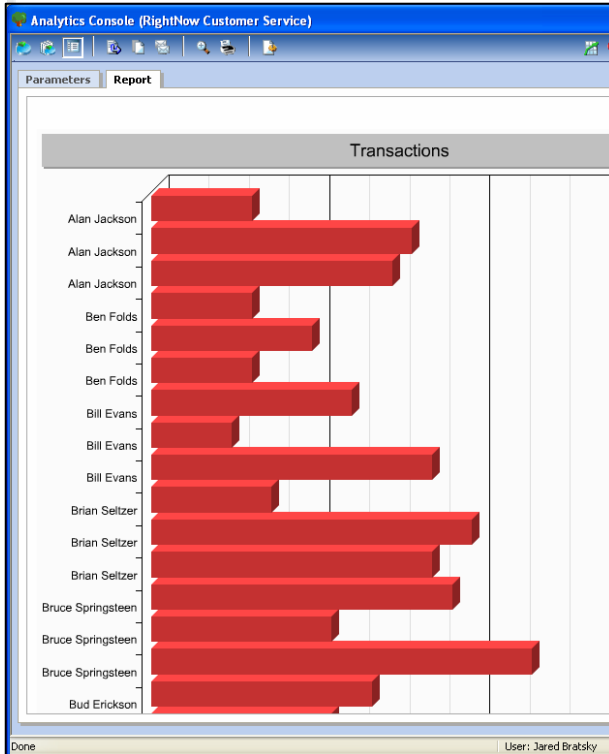 Analytics Console (RightNow Customer Service)
Parameters
Report
Transactions
Alan Jackson
Alan Jackson
Alan Jackson
Ben Folds
Ben Folds
Ben Folds
Bill Evans
Bill Evans
Bill Evans
Brian Seltzer
Brian Seltzer
Brian Seltzer
Bruce Springsteen
Bruce Springsteen
Bruce Springsteen
Bud Erickson
Done
User: Jared Bratsky